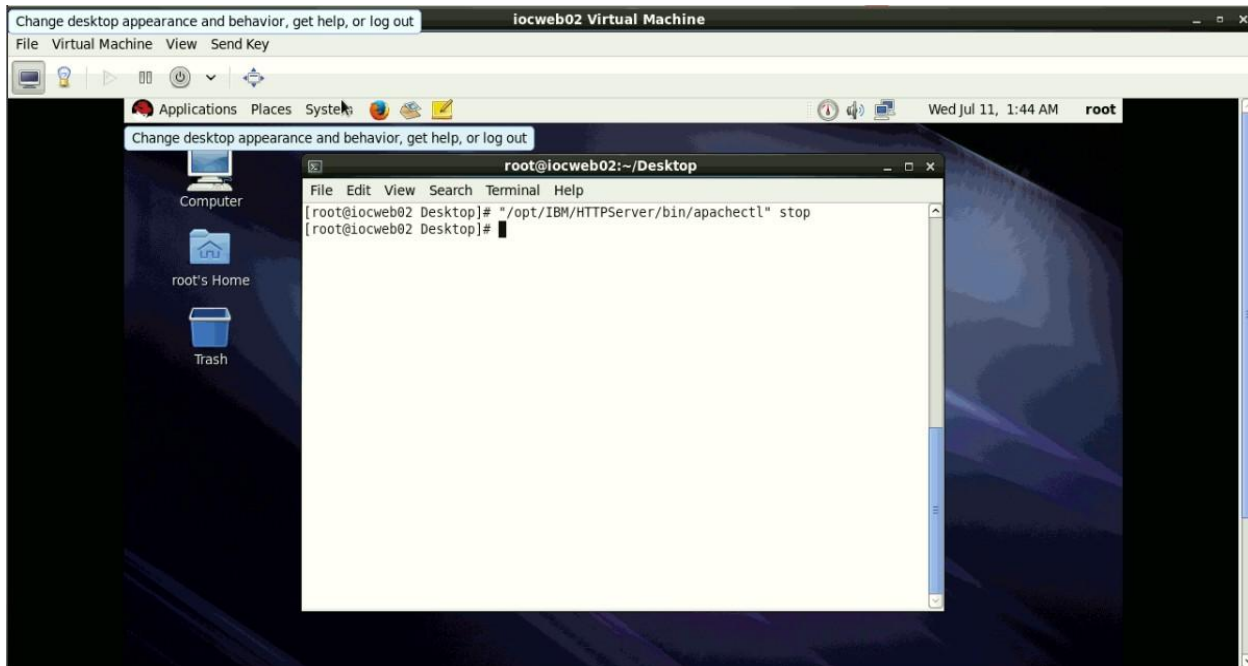 Change desktop appearance and behavior, get help, or log out
iocweb02 Virtual Machine
File Virtual Machine View Send Key
Applications Places System
Wed Jul 11, 1:44 AM root
Change desktop appearance and behavior, get help, or log out
Computer
root's Home
Trash
root@iocweb02:~/Desktop
File Edit View Search Terminal Help
[root@iocweb02 Desktop]# "/opt/IBM/HTTPServer/bin/apachectl" stop
[root@iocweb02 Desktop]#